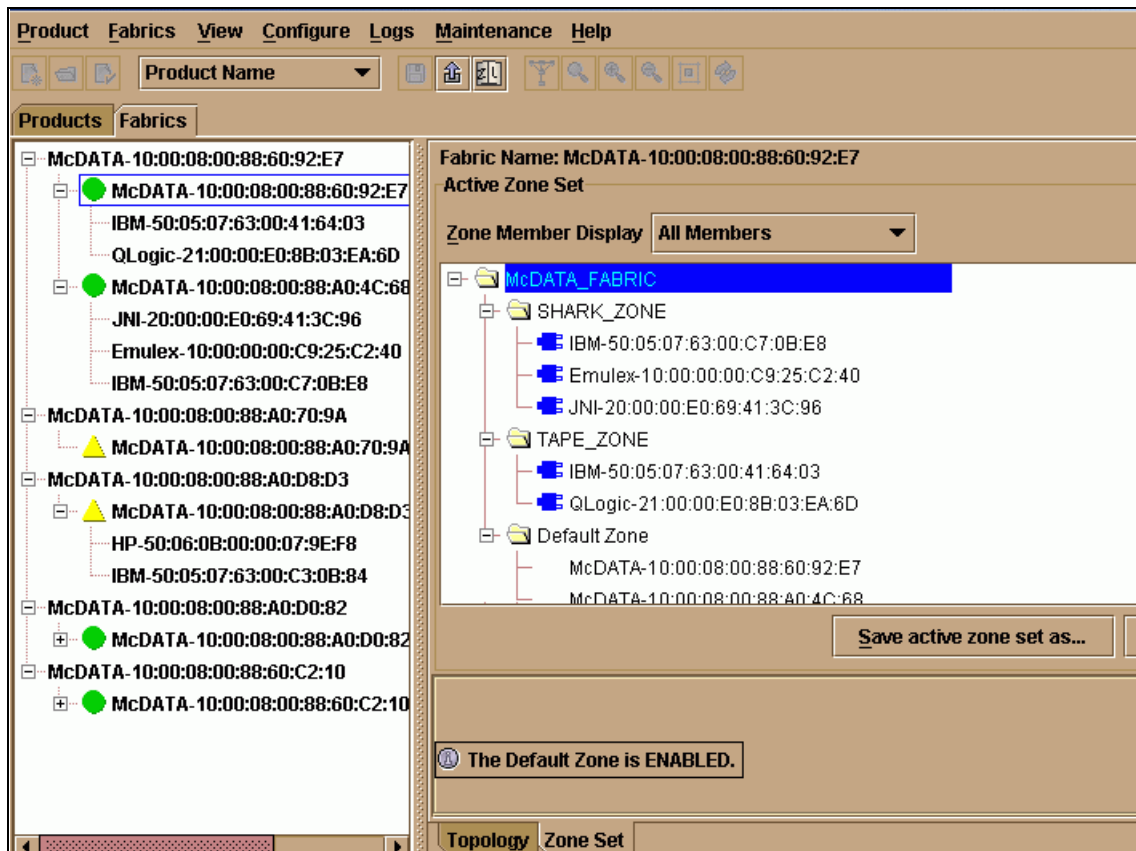 Product Fabrics View Configure Logs Maintenance Help
Product Name
Products Fabrics
McDATA-10:00:08:00:88:60:92:E7
McDATA-10:00:08:00:88:60:92:E7
IBM-50:05:07:63:00:41:64:03
QLogic-21:00:00:E0:8B:03:EA:6D
McDATA-10:00:08:00:88:A0:4C:68
JNI-20:00:00:E0:69:41:3C:96
Emulex-10:00:00:00:C9:25:C2:40
IBM-50:05:07:63:00:C7:0B:E8
McDATA-10:00:08:00:88:A0:70:9A
McDATA-10:00:08:00:88:A0:70:9A
McDATA-10:00:08:00:88:A0:D8:D3
McDATA-10:00:08:00:88:A0:D8:D3
HP-50:06:0B:00:00:07:9E:F8
IBM-50:05:07:63:00:C3:0B:84
McDATA-10:00:08:00:88:A0:D0:82
McDATA-10:00:08:00:88:A0:D0:82
McDATA-10:00:08:00:88:60:C2:10
McDATA-10:00:08:00:88:60:C2:10
Fabric Name: McDATA-10:00:08:00:88:60:92:E7
Active Zone Set
Zone Member Display All Members
McDATA_FABRIC
SHARK_ZONE
IBM-50:05:07:63:00:C7:0B:E8
Emulex-10:00:00:00:C9:25:C2:40
JNI-20:00:00:E0:69:41:3C:96
TAPE_ZONE
IBM-50:05:07:63:00:41:64:03
QLogic-21:00:00:E0:8B:03:EA:6D
Default Zone
McDATA-10:00:08:00:88:60:92:E7
McDATA-10:00:08:00:88:A0:4C:68
Save active zone set as...
The Default Zone is ENABLED.
Topology Zone Set